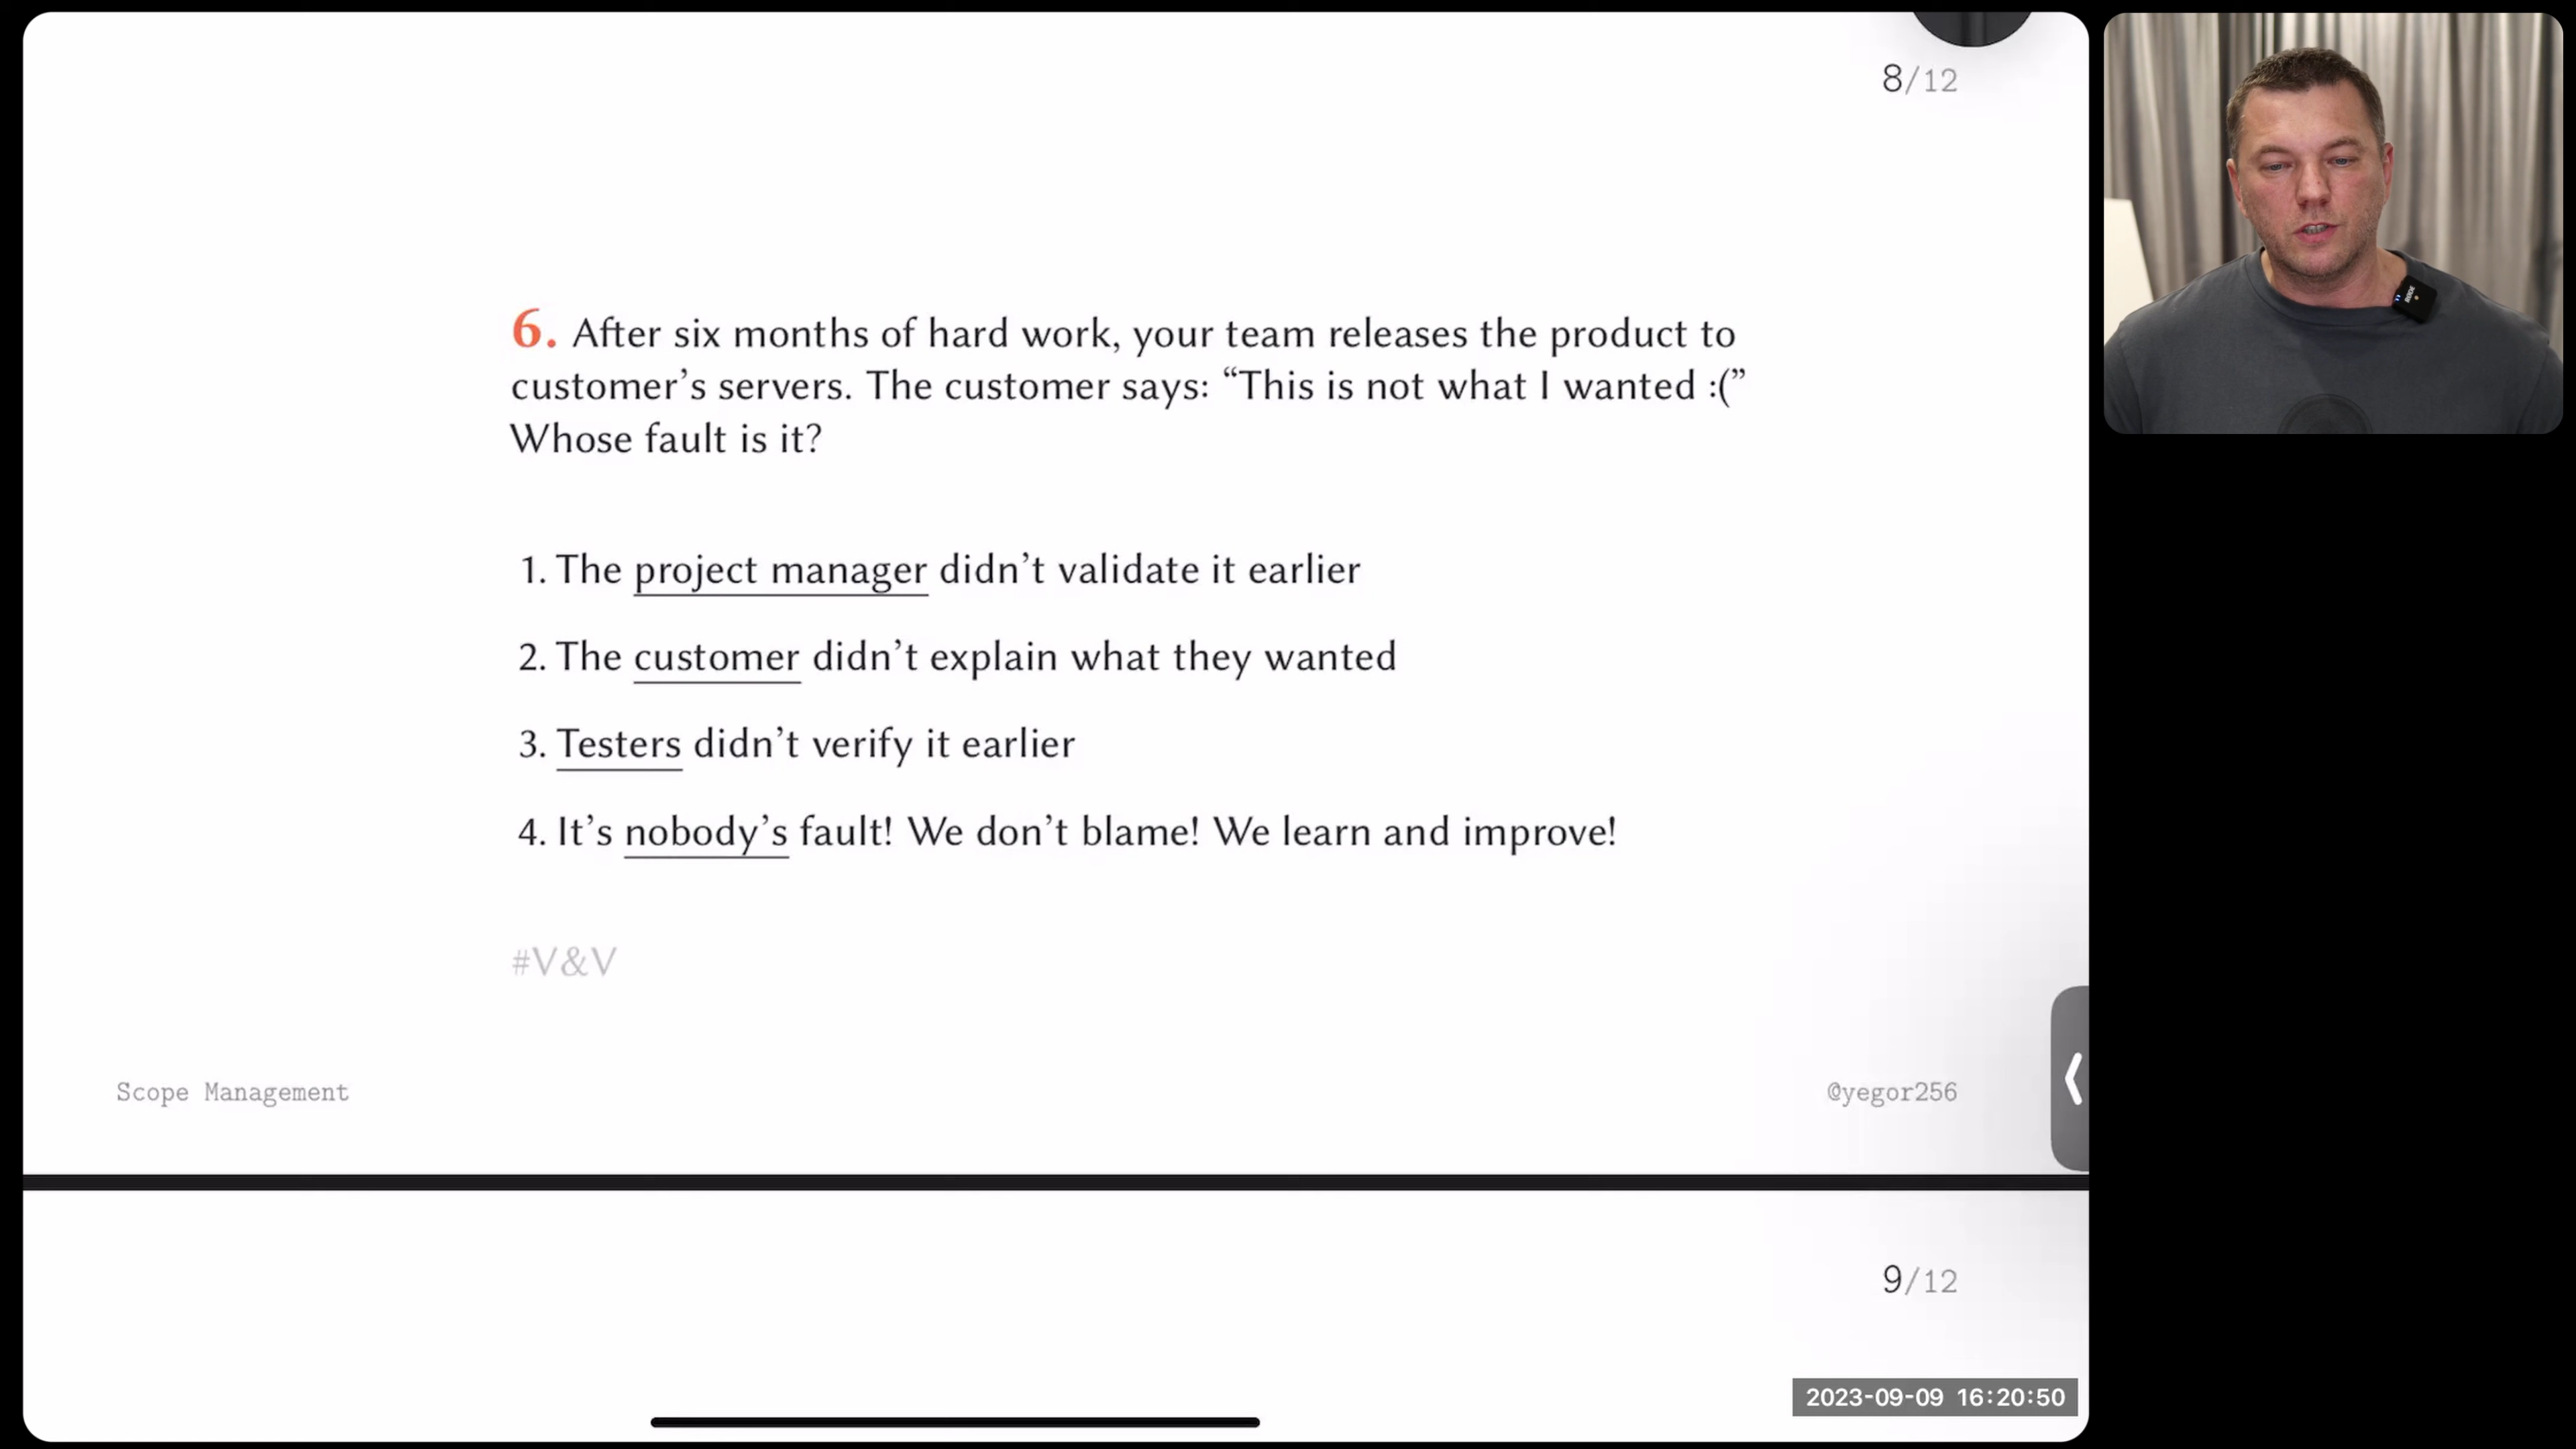 8/12
6. After six months of hard work, your team releases the product to
customer’s servers. The customer says: “This is not what I wanted :(”
Whose fault is it?
1. The project manager didn’t validate it earlier
2. The customer didn’t explain what they wanted
3. Testers didn’t verify it earlier
4. It’s nobody’s fault! We don’t blame! We learn and improve!
#V&V
Scope Management
@yegor256
9/12
2023-09-09 16:20:50